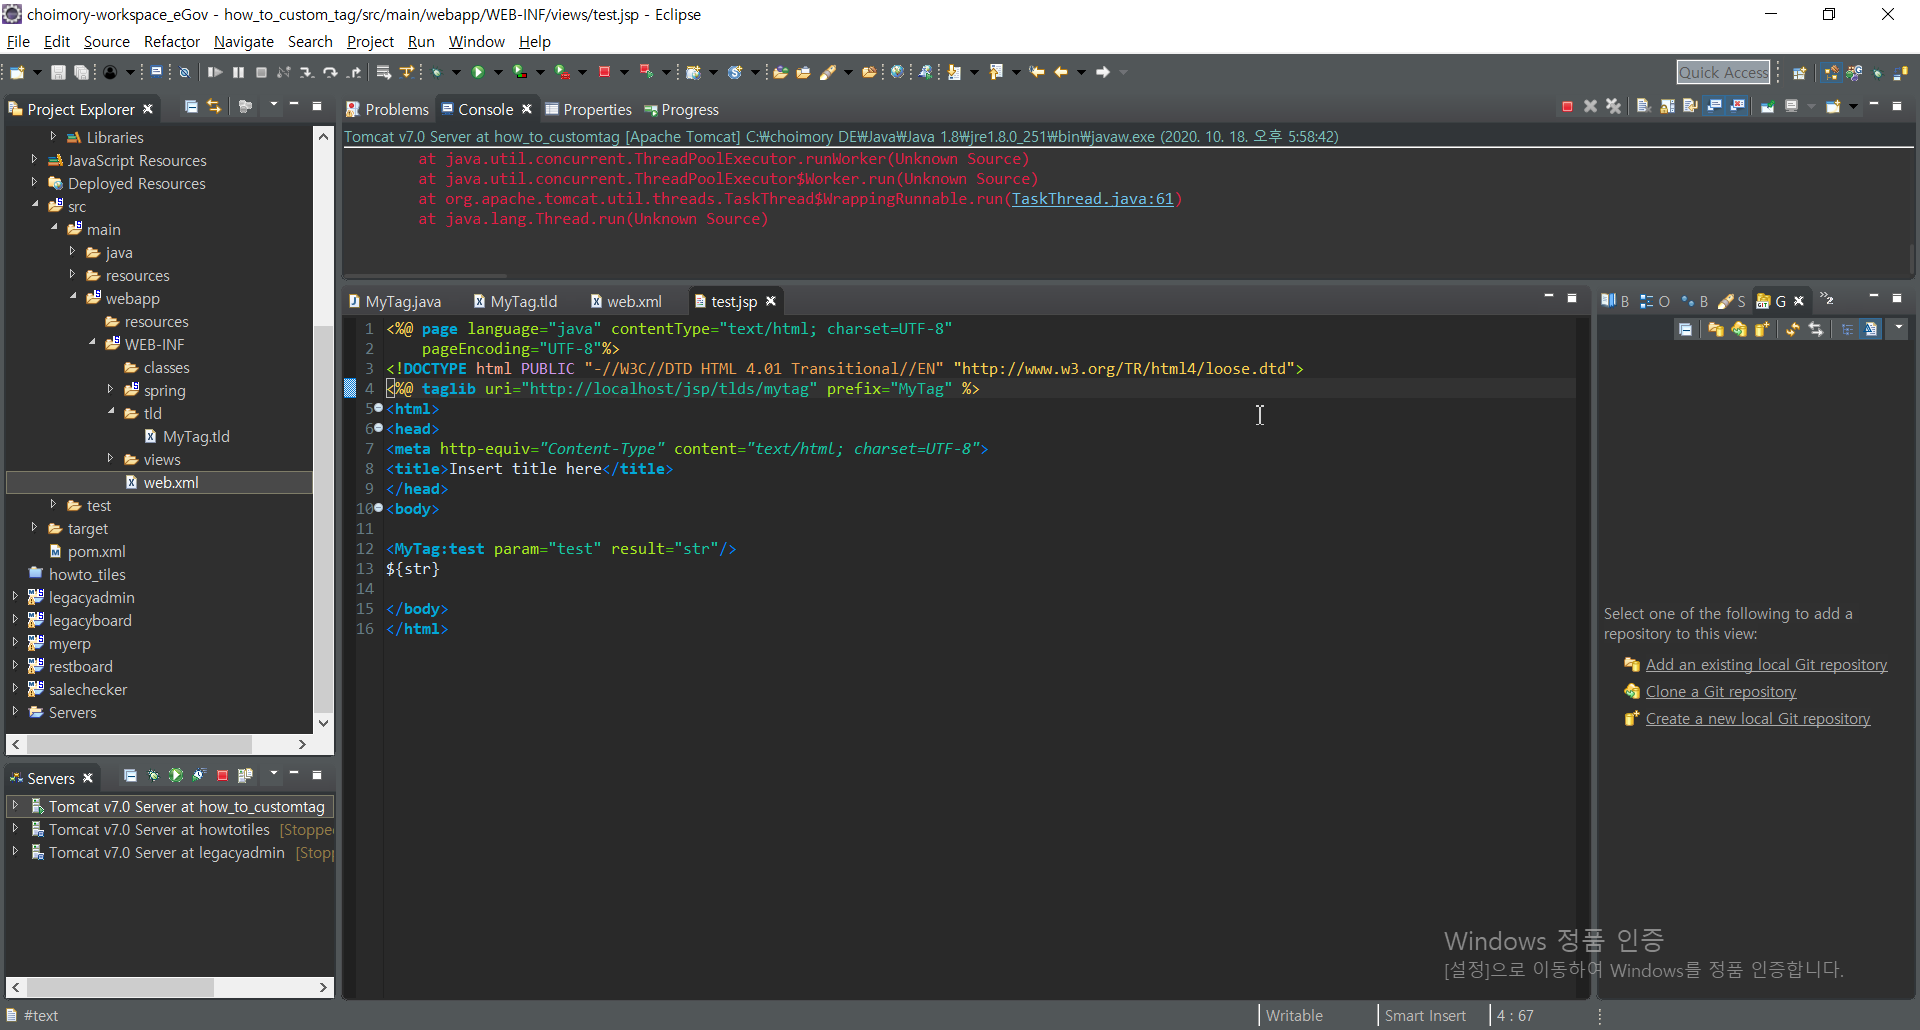 choimory-workspace_eGov - how_to_custom_tag/src/main/webapp/WEB-INF/views/test.jsp - Eclipse
File Edit Source Refactor Navigate Search Project Run Window Help
Quick Access
Project Explorer
Libraries
JavaScript Resources
Deployed Resources
src
main
java
resources
webapp
resources
WEB-INF
classes
spring
tld
MyTag.tld
views
web.xml
test
target
pom.xml
howto_tiles
legacyadmin
legacyboard
myerp
restboard
salechecker
Servers
Servers
Tomcat v7.0 Server at how_to_customtag
Tomcat v7.0 Server at howtotiles [Stoppe
Tomcat v7.0 Server at legacyadmin [Stop
Problems Console Properties Progress
Tomcat v7.0 Server at how_to_customtag [Apache Tomcat] C:₩choimory DE₩Java₩Java 1.8₩jre1.8.0_251₩bin₩javaw.exe (2020. 10. 18. 오후 5:58:42)
at java.util.concurrent.ThreadPoolExecutor.runWorker(Unknown Source)
at java.util.concurrent.ThreadPoolExecutor$Worker.run(Unknown Source)
at org.apache.tomcat.util.threads.TaskThread$WrappingRunnable.run(TaskThread.java:61)
at java.lang.Thread.run(Unknown Source)
MyTag.java MyTag.tld web.xml test.jsp
1 <%@ page language="java" contentType="text/html; charset=UTF-8"
2 pageEncoding="UTF-8"%>
3 <!DOCTYPE html PUBLIC "-//W3C//DTD HTML 4.01 Transitional//EN" "http://www.w3.org/TR/html4/loose.dtd">
4 <%@ taglib uri="http://localhost/jsp/tlds/mytag" prefix="MyTag" %>
5 <html>
6 <head>
7 <meta http-equiv="Content-Type" content="text/html; charset=UTF-8">
8 <title>Insert title here</title>
9 </head>
10 <body>
11
12 <MyTag:test param="test" result="str"/>
13 ${str}
14
15 </body>
16 </html>
B O B S G »2
Select one of the following to add a
repository to this view:
Add an existing local Git repository
Clone a Git repository
Create a new local Git repository
Windows 정품 인증
[설정]으로 이동하여 Windows를 정품 인증합니다.
#text Writable Smart Insert 4 : 67